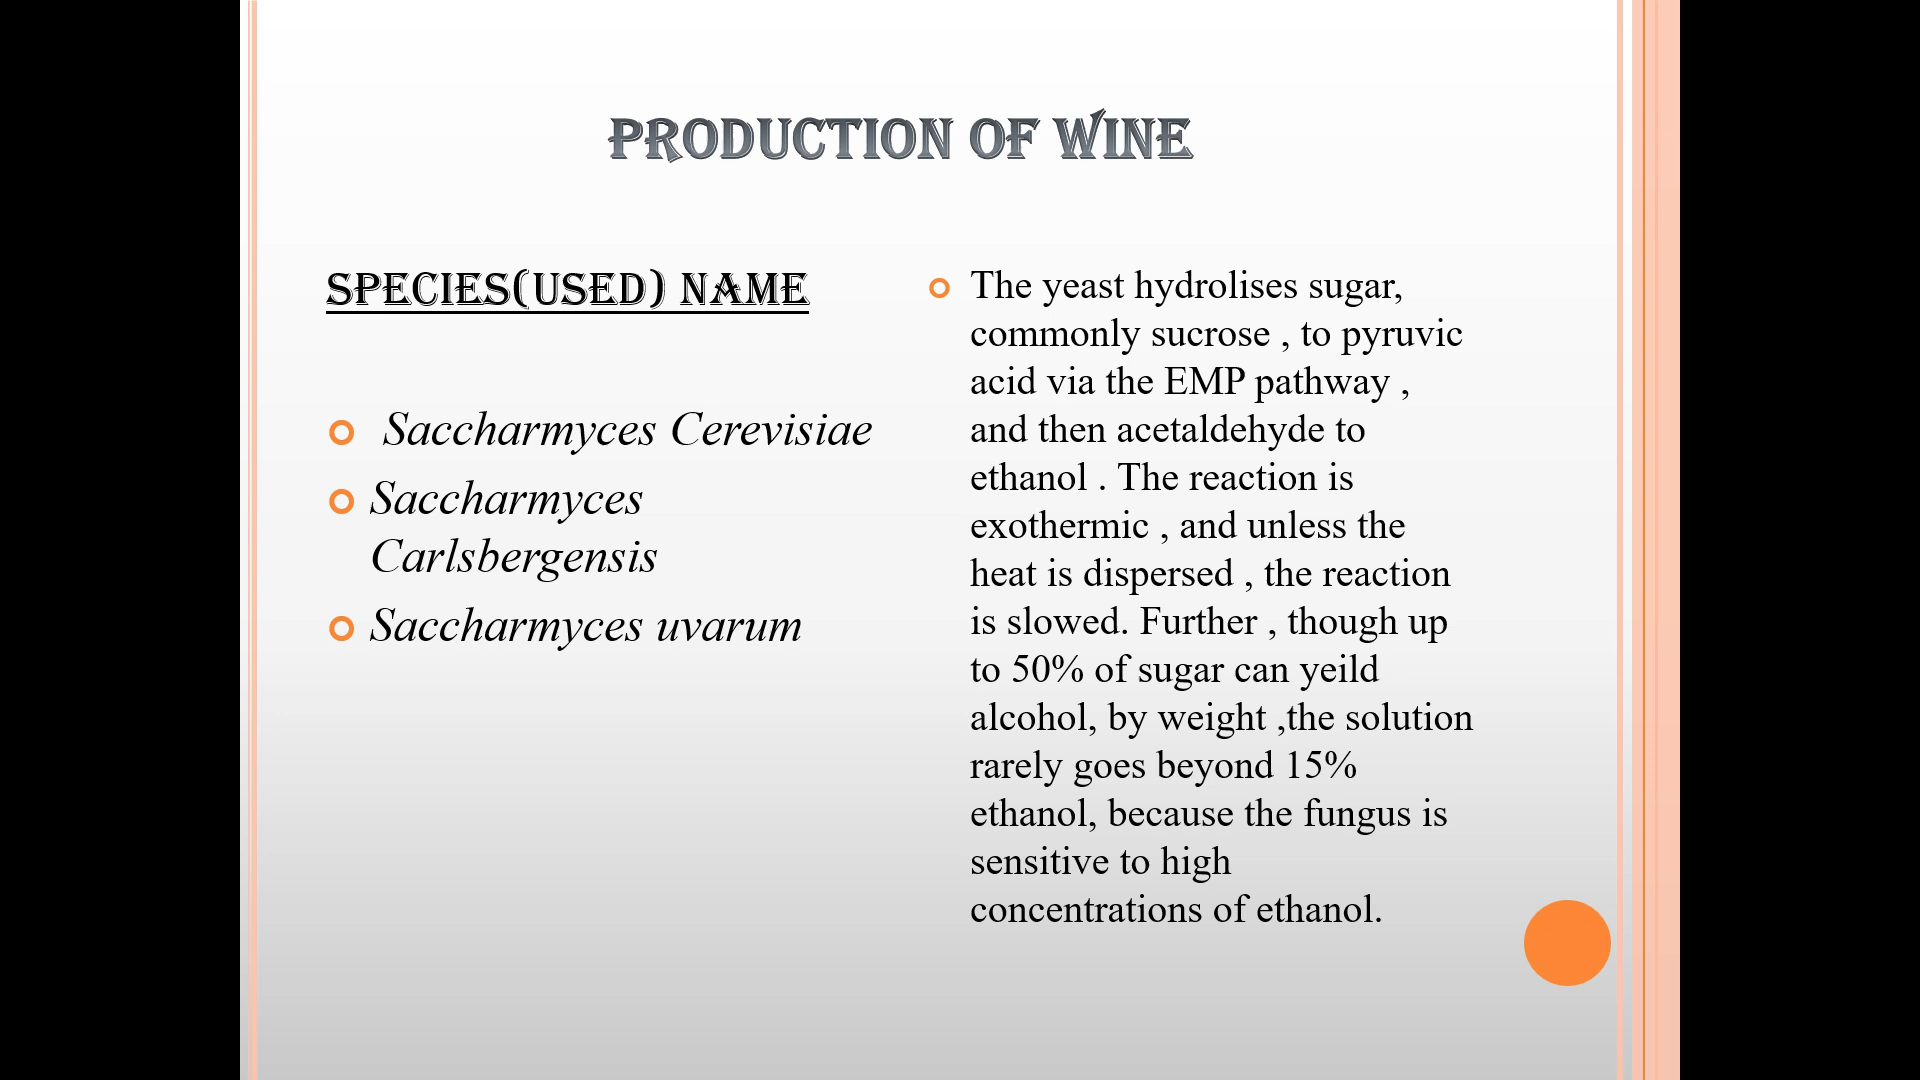 PRODUCTION OF WINE
SPECIES(USED) NAME
Saccharmyces Cerevisiae
Saccharmyces
Carlsbergensis
Saccharmyces uvarum
The yeast hydrolises sugar,
commonly sucrose , to pyruvic
acid via the EMP pathway ,
and then acetaldehyde to
ethanol . The reaction is
exothermic , and unless the
heat is dispersed , the reaction
is slowed. Further , though up
to 50% of sugar can yeild
alcohol, by weight ,the solution
rarely goes beyond 15%
ethanol, because the fungus is
sensitive to high
concentrations of ethanol.